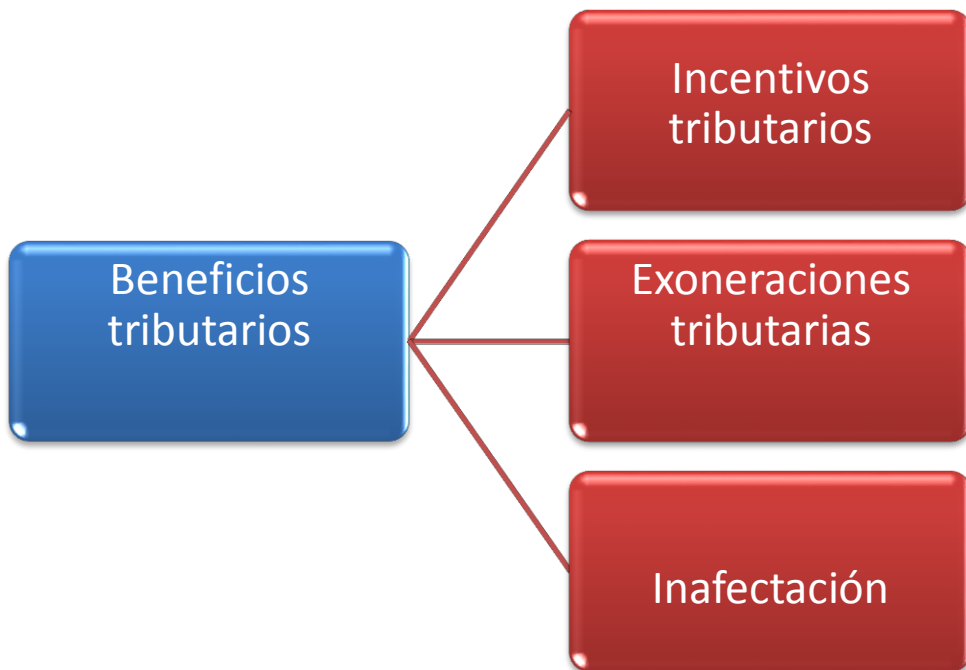 Beneficios
tributarios
Incentivos
tributarios
Exoneraciones
tributarias
Inafectación